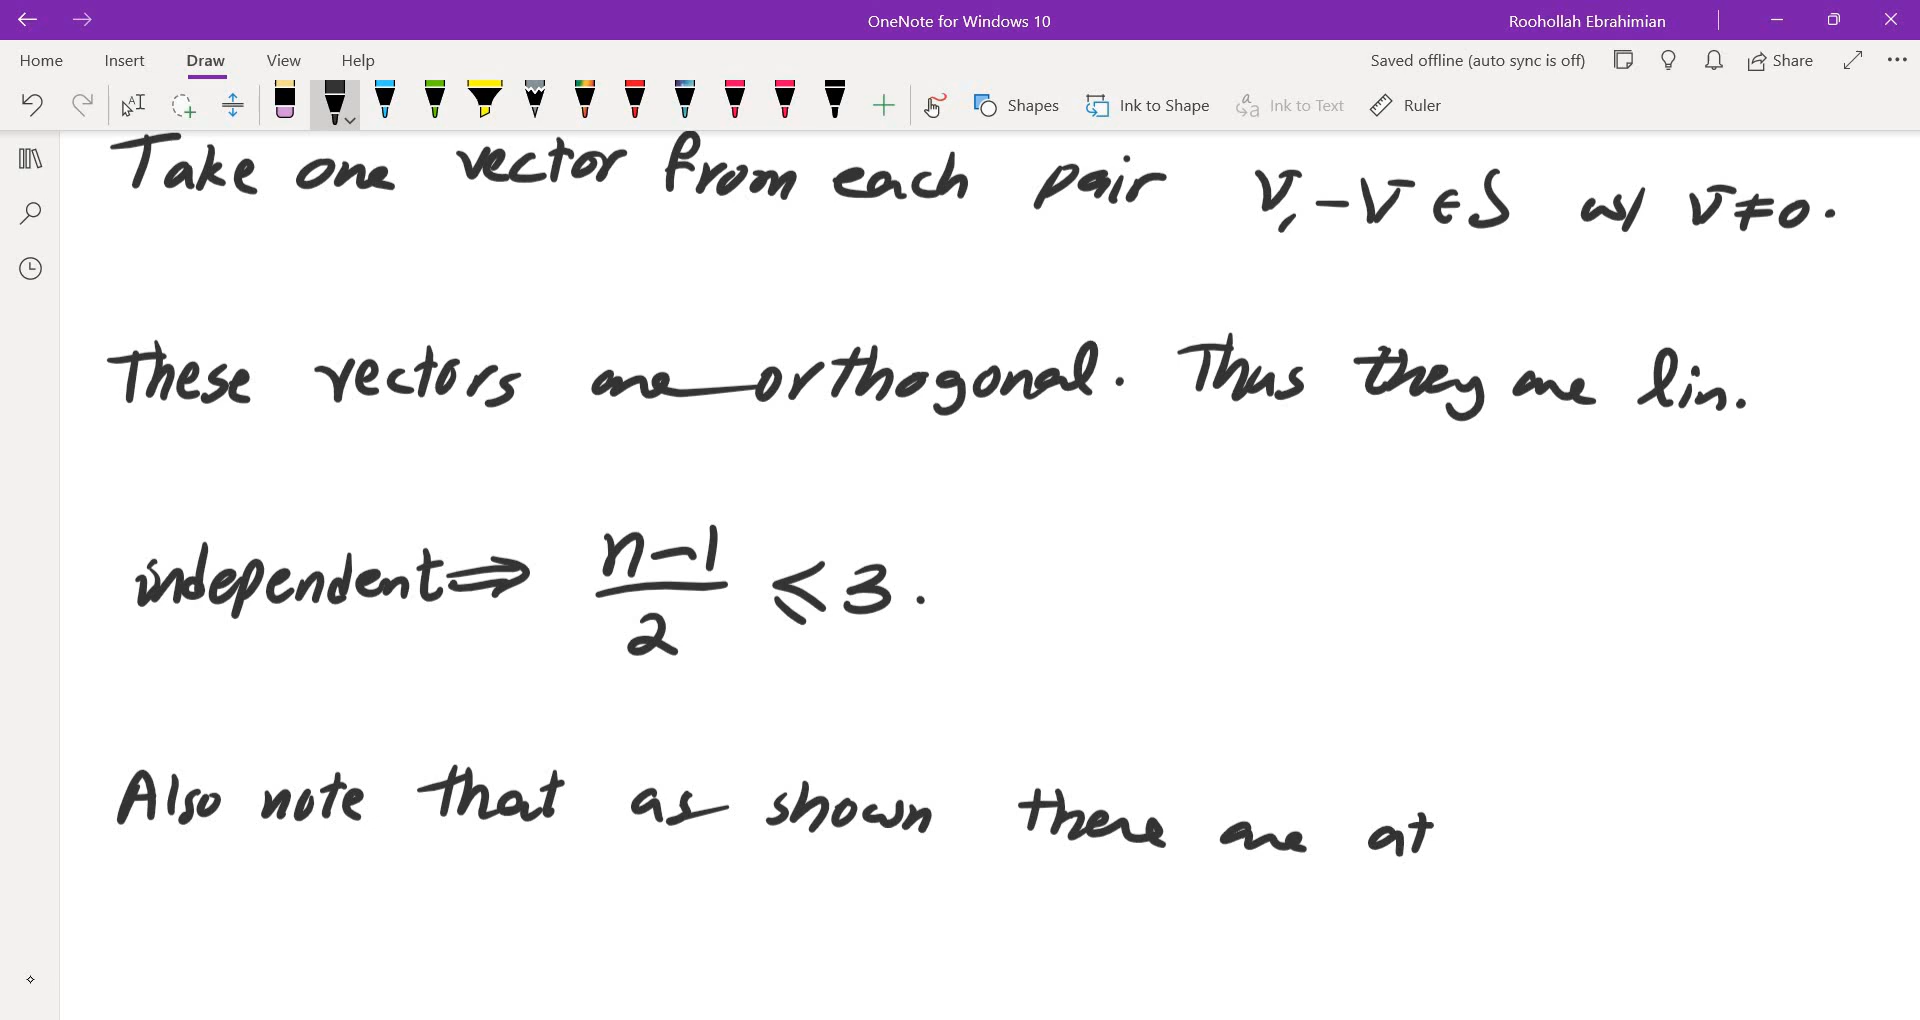 OneNote for Windows 10
Roohollah Ebrahimian
Home Insert Draw View Help
Saved offline (auto sync is off) Share
Shapes Ink to Shape Ink to Text Ruler
Take one vector from each pair v, -v ∈ S w/ v ≠ 0.
These vectors are orthogonal. Thus they are lin.
independent ⇒ (n-1)/2 ≤ 3.
Also note that as shown there are at